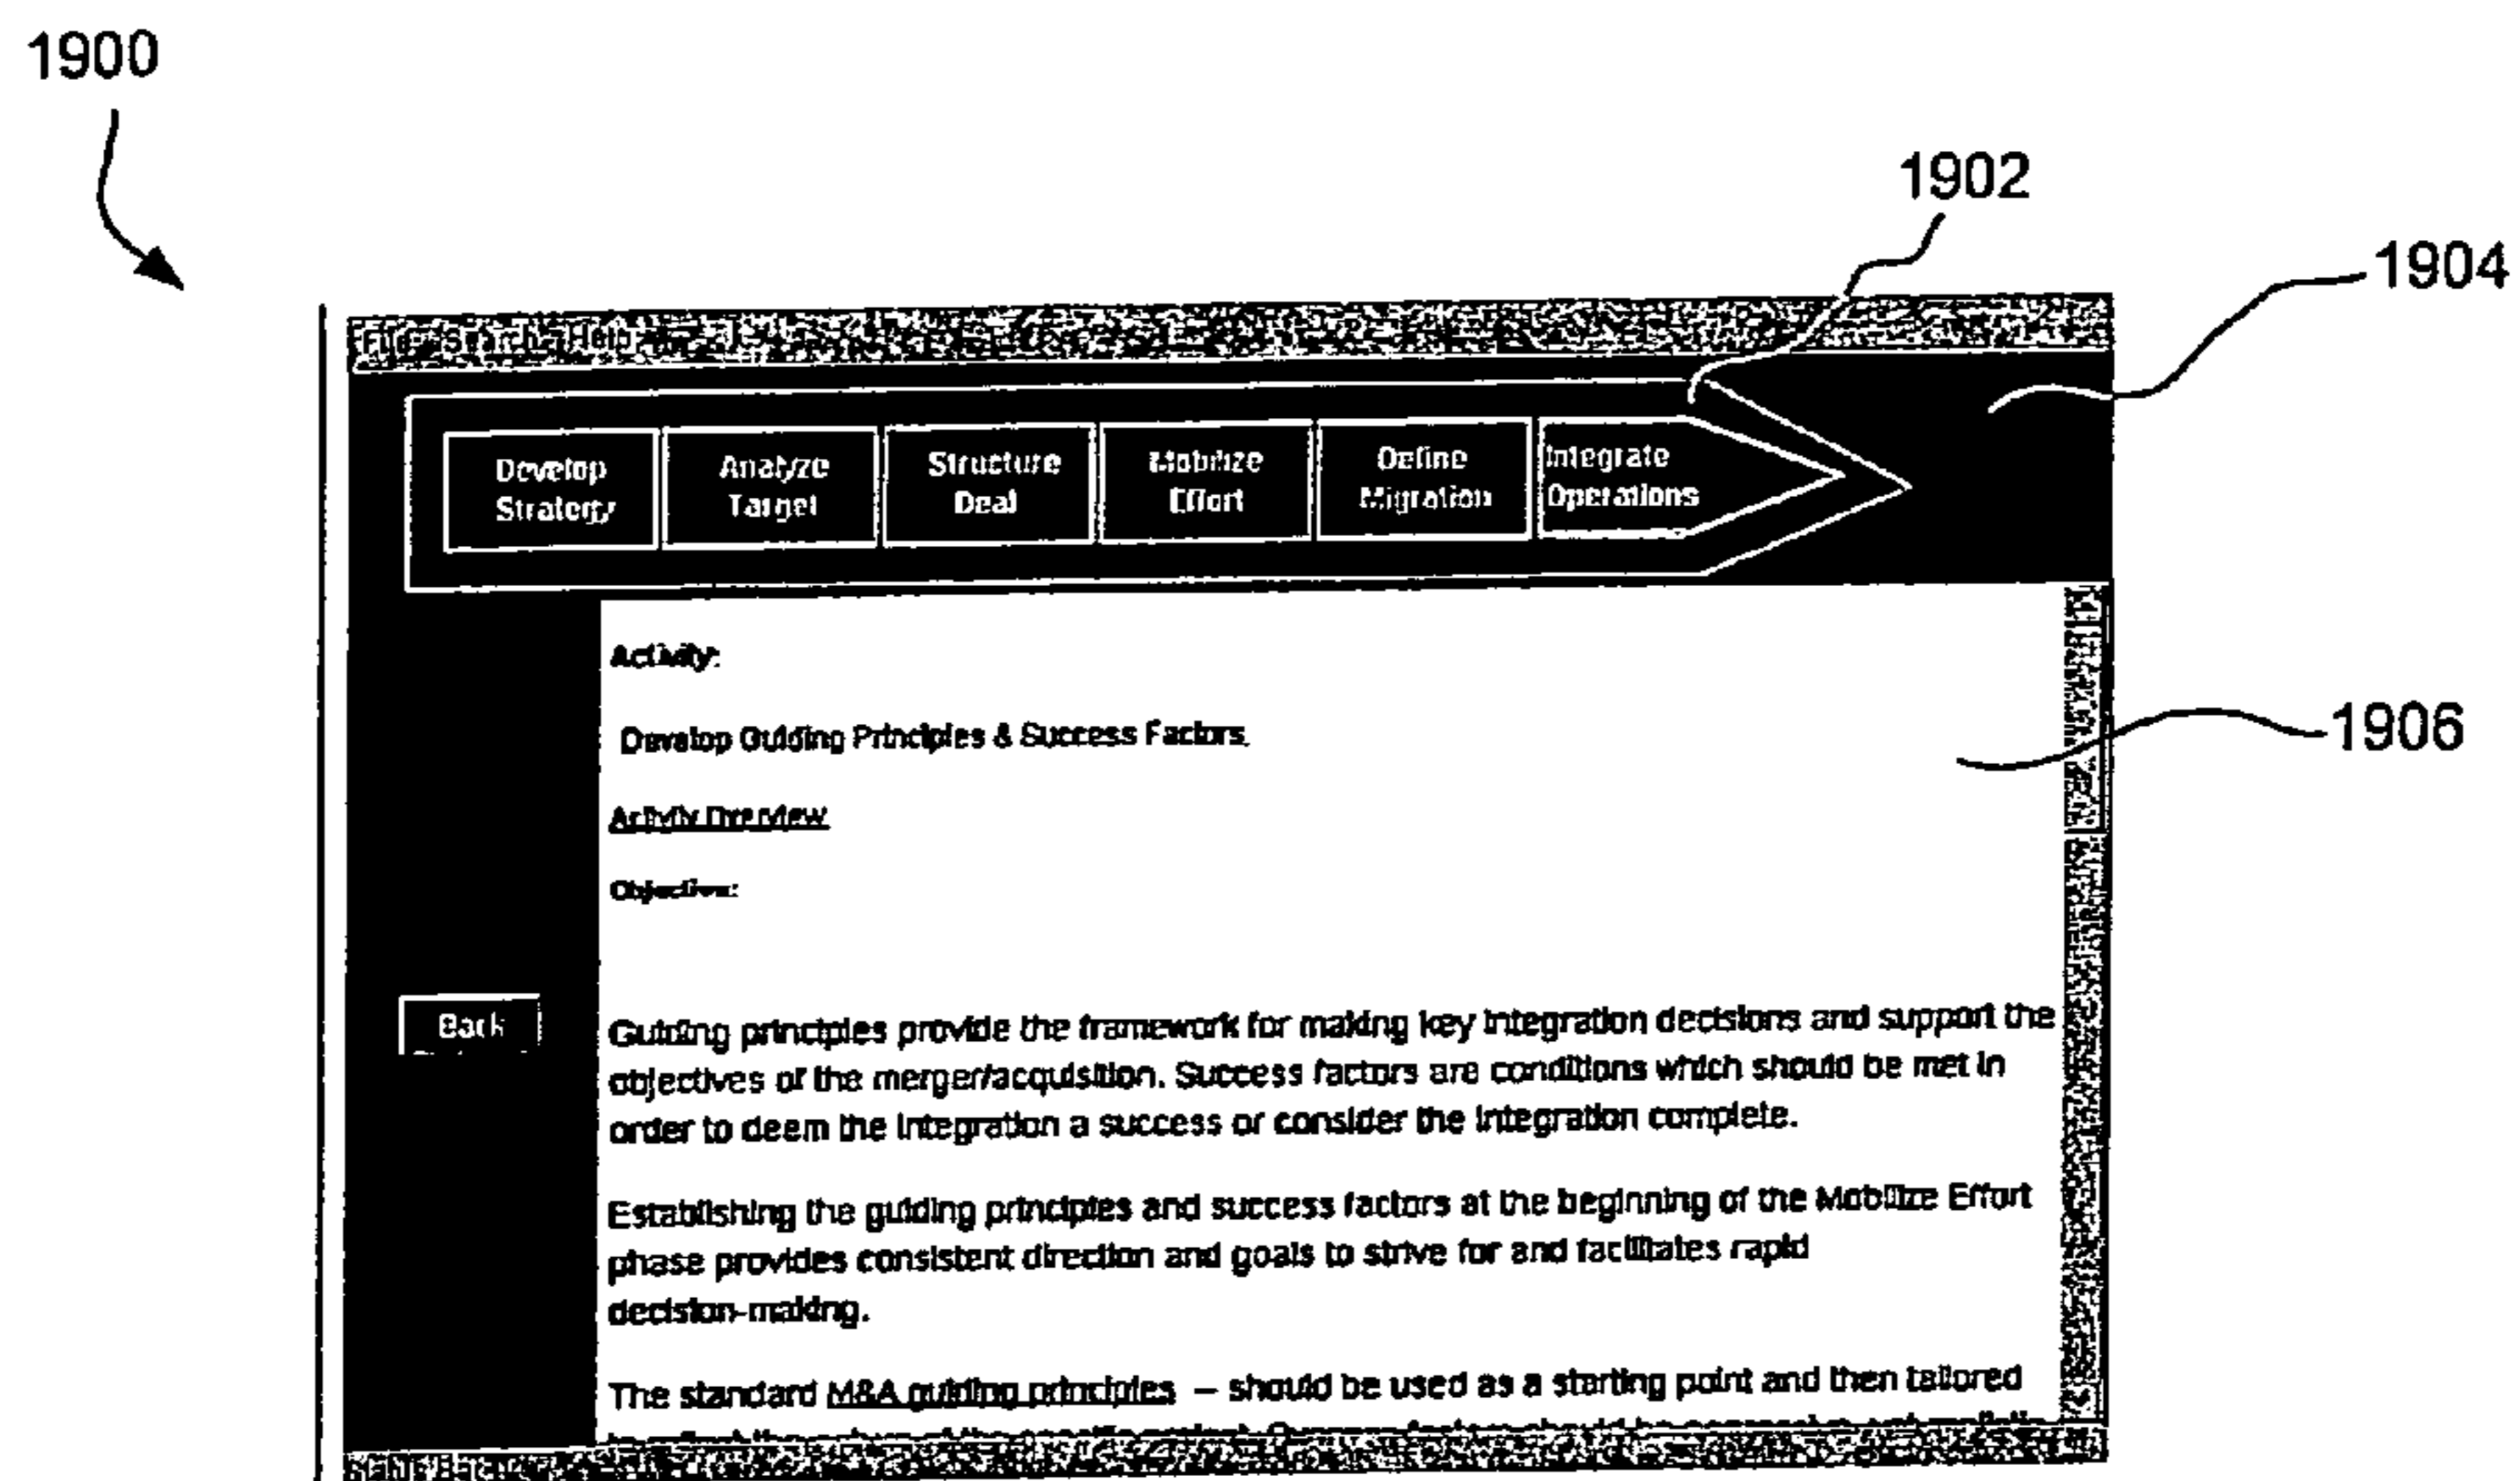 1900
1902
1904
File Search Help
Develop
Strategy
Analyze
Target
Structure
Deal
Mobilize
Effort
Define
Migration
Integrate
Operations
Activity:
Develop Guiding Principles & Success Factors
1906
Activity Overview
Objective:
Back
Guiding principles provide the framework for making key integration decisions and support the
objectives of the merger/acquisition. Success factors are conditions which should be met in
order to deem the integration a success or consider the integration complete.
Establishing the guiding principles and success factors at the beginning of the Mobilize Effort
phase provides consistent direction and goals to strive for and facilitates rapid
decision-making.
The standard M&A guiding principles – should be used as a starting point and then tailored